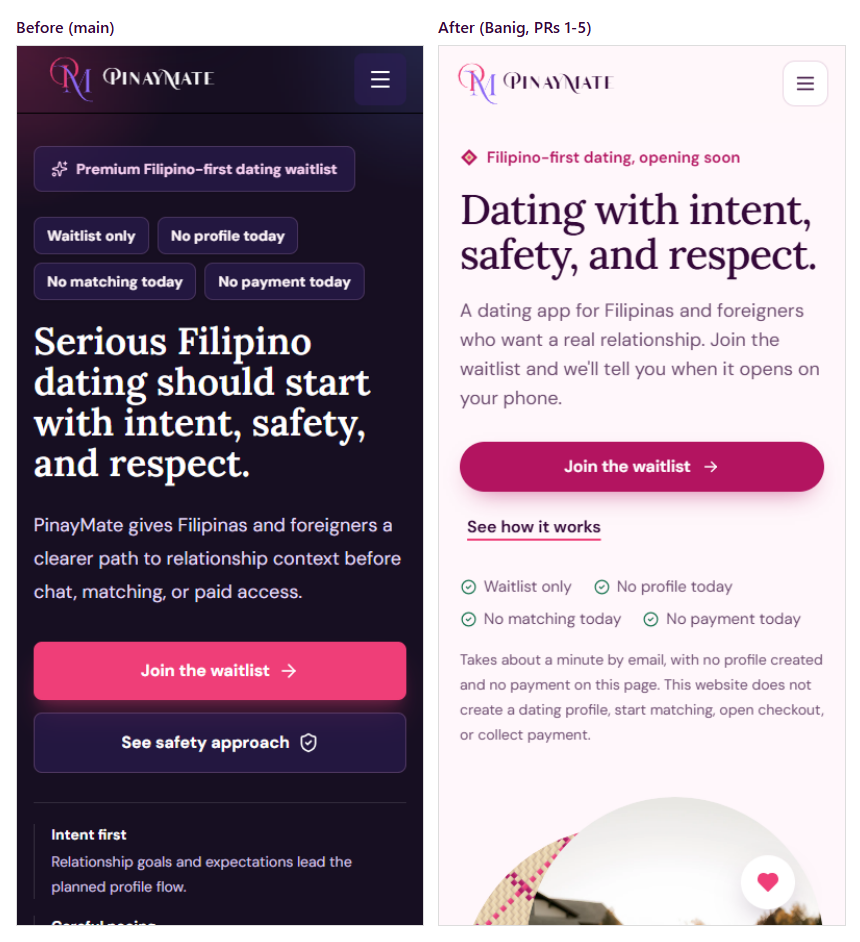 Before (main)
PINAYMATE
Premium Filipino-first dating waitlist
Waitlist only
No profile today
No matching today
No payment today
Serious Filipino
dating should start
with intent, safety,
and respect.
PinayMate gives Filipinas and foreigners a
clearer path to relationship context before
chat, matching, or paid access.
Join the waitlist →
See safety approach
Intent first
Relationship goals and expectations lead the
planned profile flow.
After (Banig, PRs 1-5)
PINAYMATE
Filipino-first dating, opening soon
Dating with intent,
safety, and respect.
A dating app for Filipinas and foreigners
who want a real relationship. Join the
waitlist and we'll tell you when it opens on
your phone.
Join the waitlist →
See how it works
Waitlist only
No profile today
No matching today
No payment today
Takes about a minute by email, with no profile created
and no payment on this page. This website does not
create a dating profile, start matching, open checkout,
or collect payment.